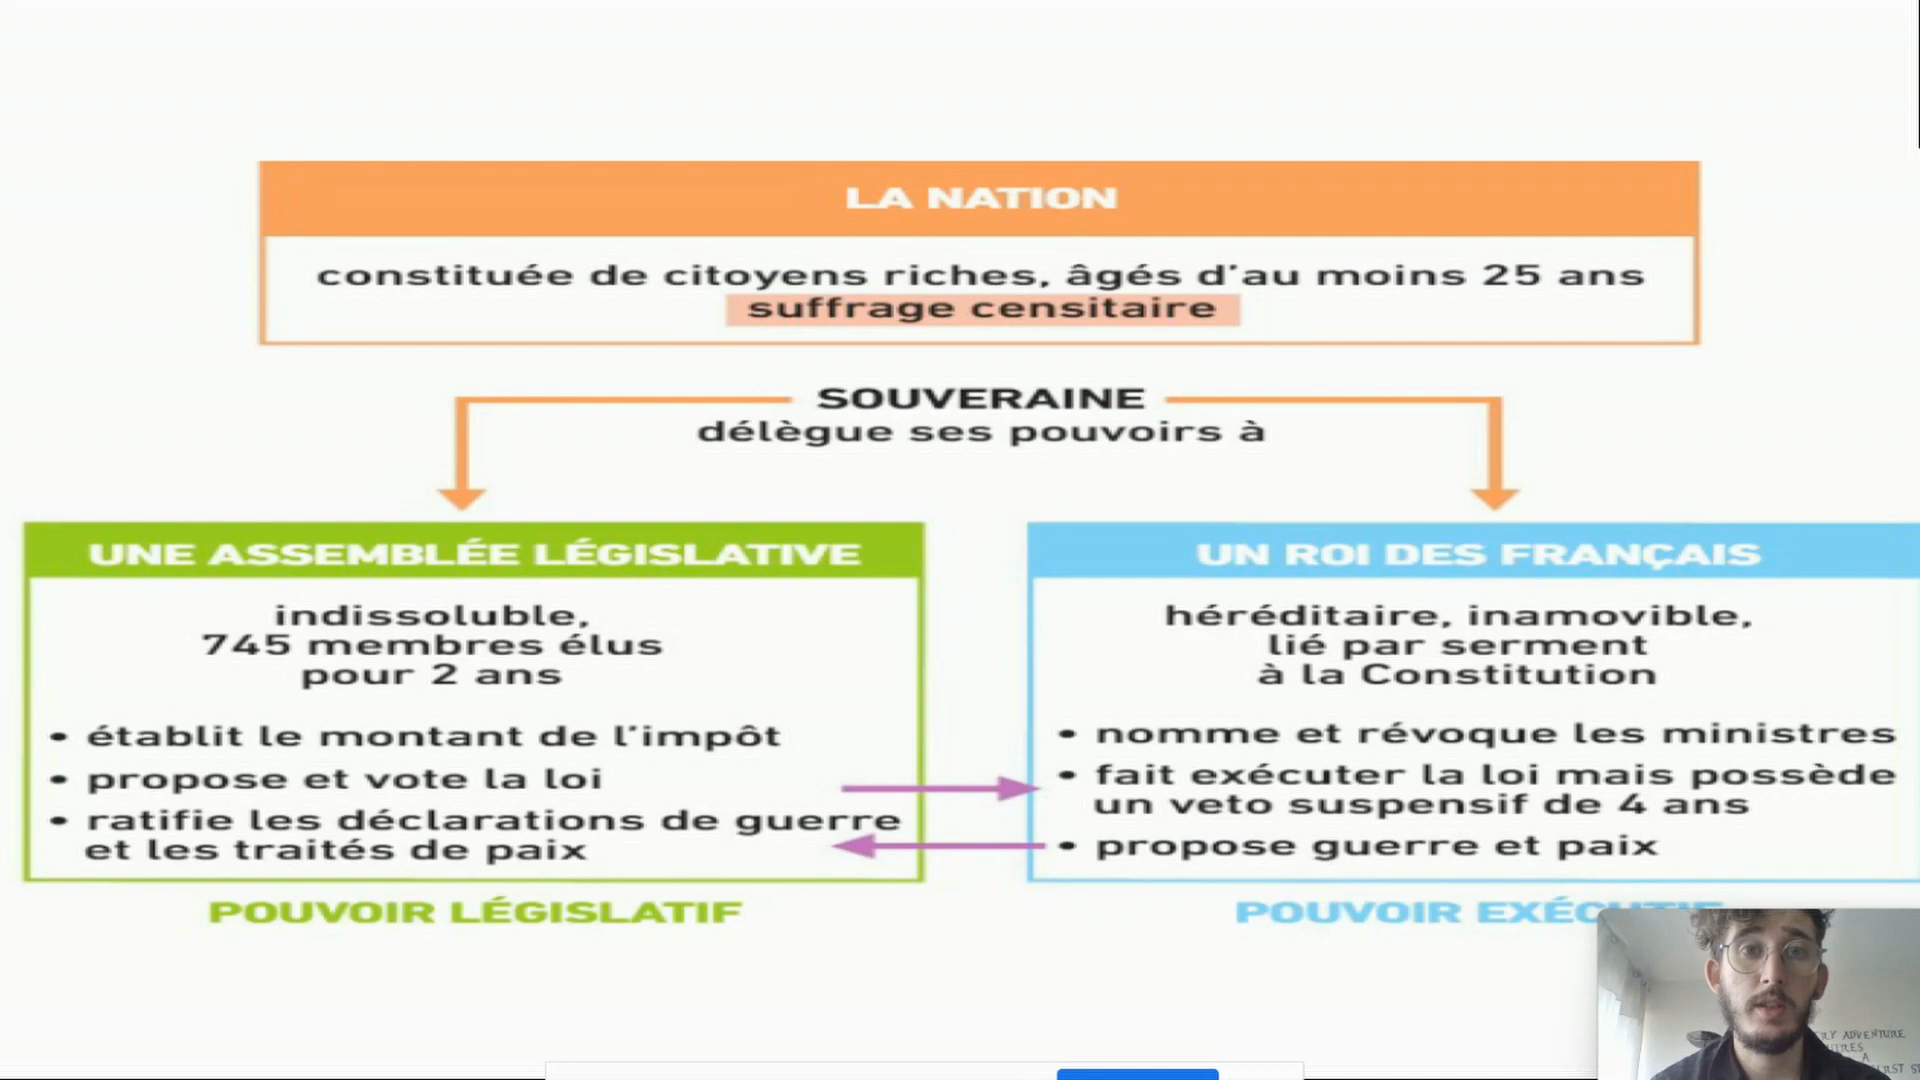 LA NATION
constituée de citoyens riches, âgés d'au moins 25 ans
suffrage censitaire
SOUVERAINE
délègue ses pouvoirs à
UNE ASSEMBLÉE LÉGISLATIVE
indissoluble,
745 membres élus
pour 2 ans
• établit le montant de l'impôt
• propose et vote la loi
• ratifie les déclarations de guerre
et les traités de paix
POUVOIR LÉGISLATIF
UN ROI DES FRANÇAIS
héréditaire, inamovible,
lié par serment
à la Constitution
• nomme et révoque les ministres
• fait exécuter la loi mais possède
un veto suspensif de 4 ans
• propose guerre et paix
POUVOIR
ADVENTURE
A